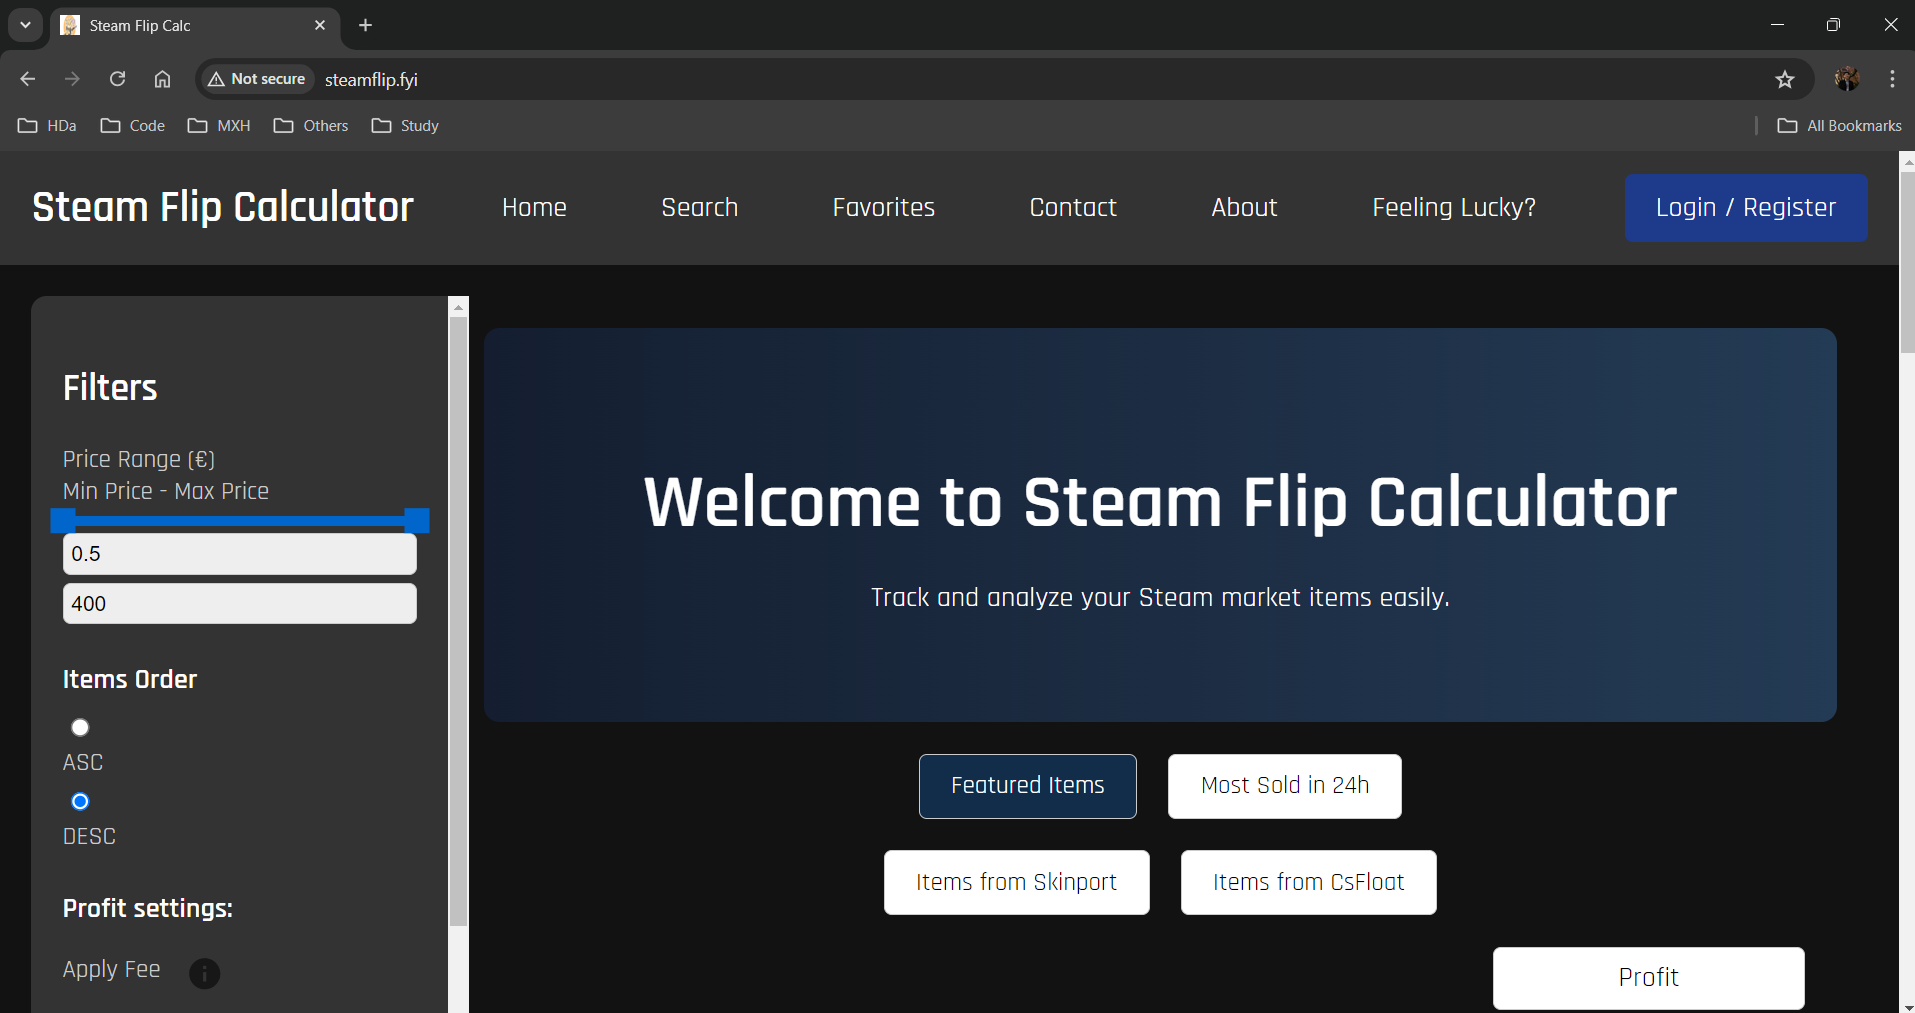 Steam Flip Calc
Not secure steamflip.fyi
HDa Code MXH Others Study All Bookmarks
Steam Flip Calculator Home Search Favorites Contact About Feeling Lucky? Login / Register
Filters
Price Range (€)
Min Price - Max Price
0.5
400
Items Order
ASC
DESC
Profit settings:
Apply Fee
Welcome to Steam Flip Calculator
Track and analyze your Steam market items easily.
Featured Items Most Sold in 24h
Items from Skinport Items from CsFloat
Profit